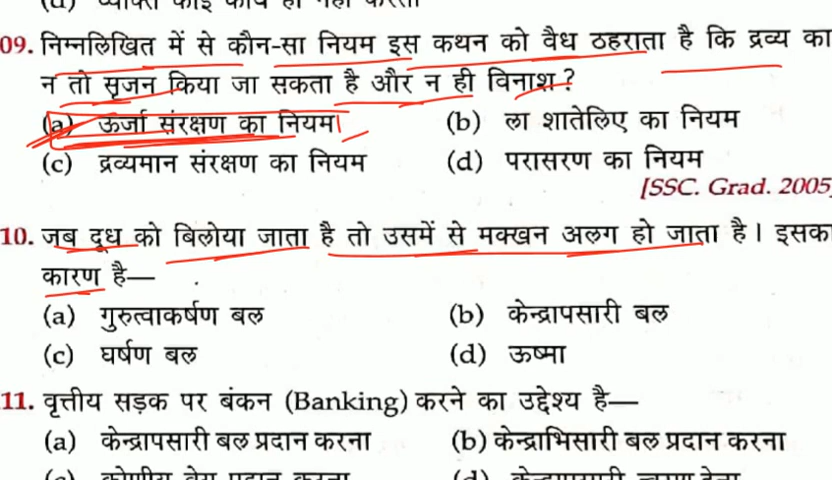 09. निम्नलिखित में से कौन-सा नियम इस कथन को वैध ठहराता है कि द्रव्य का
न तो सृजन किया जा सकता है और न ही विनाश?
(a) ऊर्जा संरक्षण का नियम (b) ला शातेलिए का नियम
(c) द्रव्यमान संरक्षण का नियम (d) परासरण का नियम
[SSC. Grad. 2005]
10. जब दूध को बिलोया जाता है तो उसमें से मक्खन अलग हो जाता है। इसका
कारण है—
(a) गुरुत्वाकर्षण बल (b) केन्द्रापसारी बल
(c) घर्षण बल (d) ऊष्मा
11. वृत्तीय सड़क पर बंकन (Banking) करने का उद्देश्य है—
(a) केन्द्रापसारी बल प्रदान करना (b) केन्द्राभिसारी बल प्रदान करना